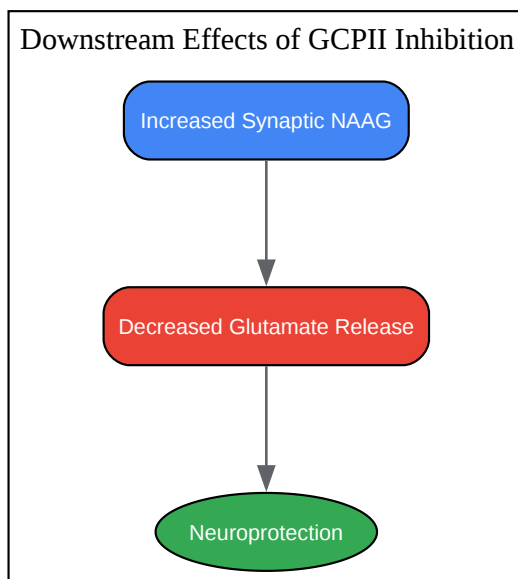 Downstream Effects of GCPII Inhibition
Increased Synaptic NAAG
Decreased Glutamate Release
Neuroprotection